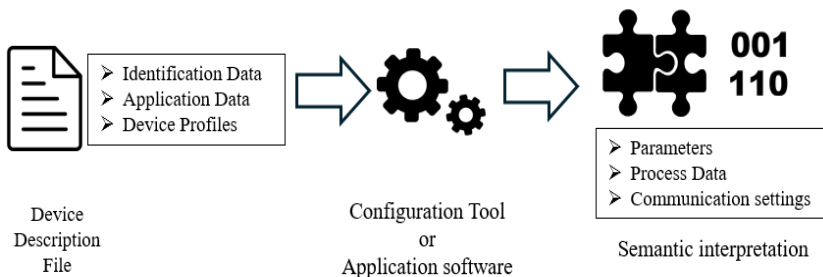 Identification Data
Application Data
Device Profiles
Device
Description
File
Configuration Tool
or
Application software
001
110
Parameters
Process Data
Communication settings
Semantic interpretation